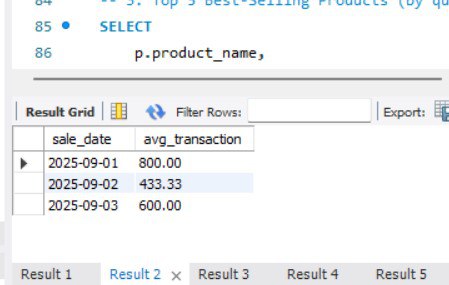 84 -- 5. Top 5 Best-Selling Products (by qu
85 SELECT
86 p.product_name,
Result Grid Filter Rows: Export:
sale_date avg_transaction
2025-09-01 800.00
2025-09-02 433.33
2025-09-03 600.00
Result 1 Result 2 × Result 3 Result 4 Result 5